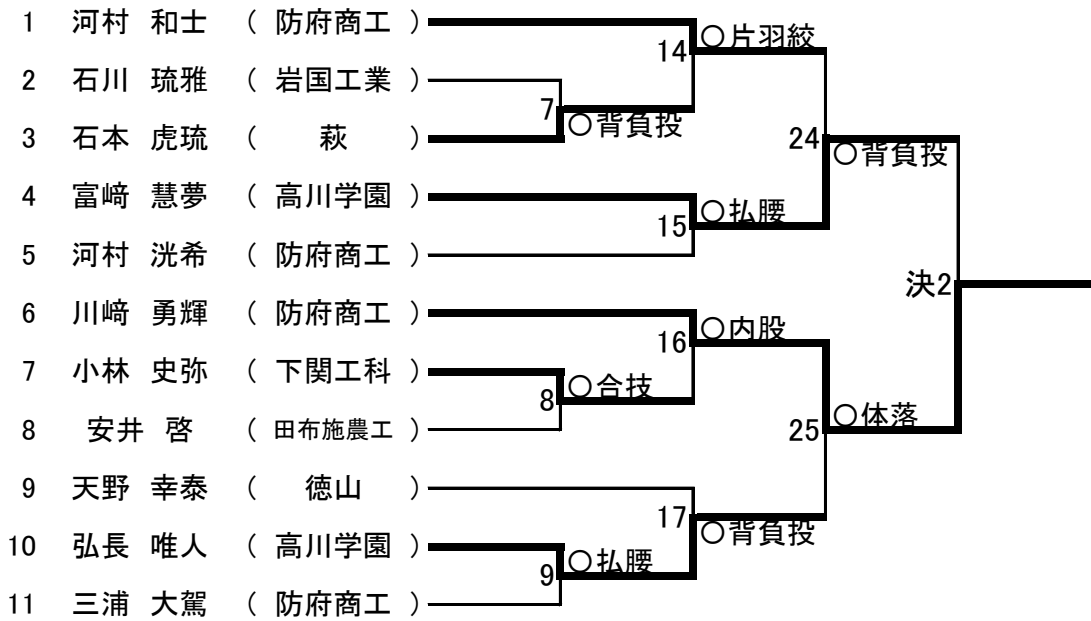 1 河村 和士 ( 防府商工 )
14 ○片羽絞
2 石川 琉雅 ( 岩国工業 )
7 ○背負投
3 石本 虎琉 ( 萩 )
24 ○背負投
4 富﨑 慧夢 ( 高川学園 )
15 ○払腰
5 河村 洸希 ( 防府商工 )
決2
6 川﨑 勇輝 ( 防府商工 )
16 ○内股
7 小林 史弥 ( 下関工科 )
8 ○合技
8 安井 啓 ( 田布施農工 )
25 ○体落
9 天野 幸泰 ( 徳山 )
17 ○背負投
10 弘長 唯人 ( 高川学園 )
9 ○払腰
11 三浦 大駕 ( 防府商工 )